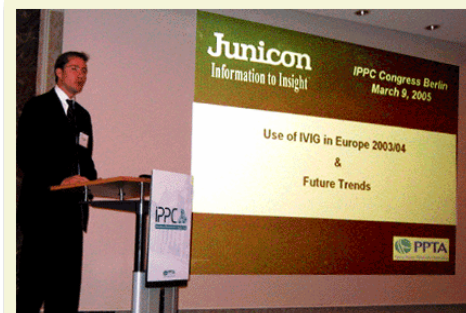 Junicon
Information to Insight
IPPC Congress Berlin
March 9, 2005
Use of IVIG in Europe 2003/04
&
Future Trends
PPTA
IPPC